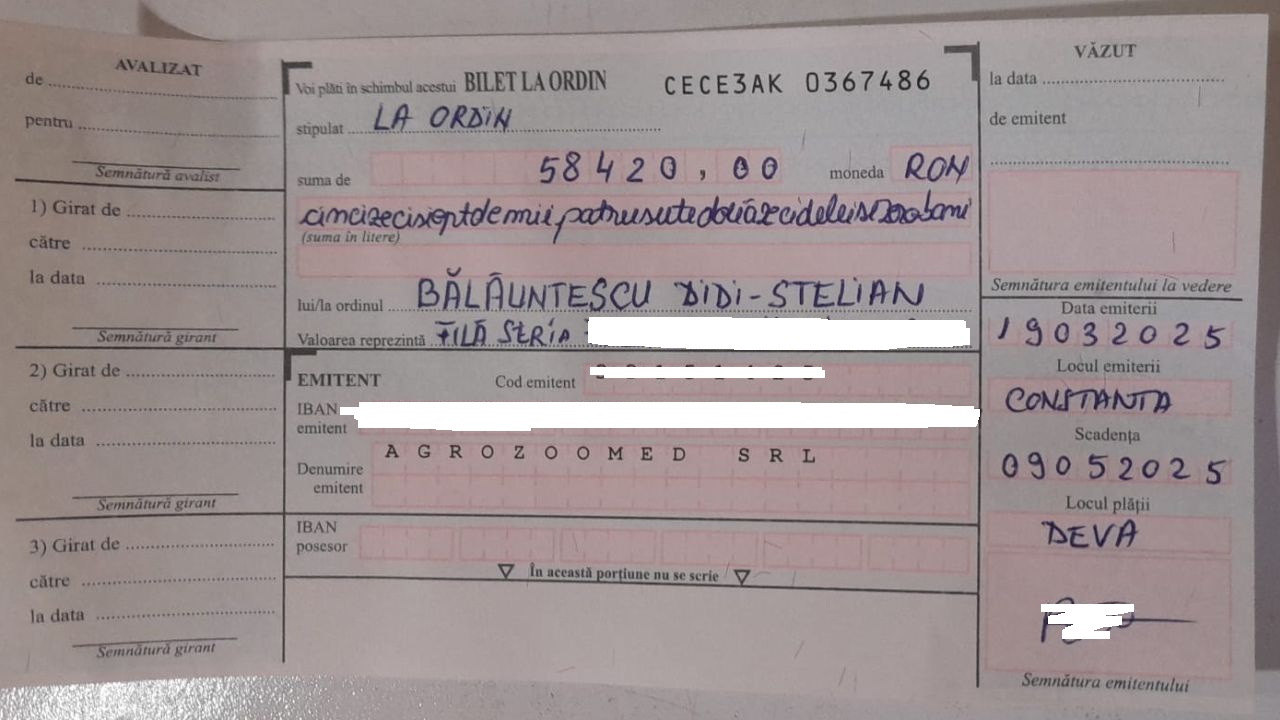 AVALIZAT
de
pentru
Semnătură avalist
1) Girat de
către
la data
Semnătură girant
2) Girat de
către
la data
Semnătură girant
3) Girat de
către
la data
Semnătură girant
Voi plăti în schimbul acestui BILET LA ORDIN CECE3AK 0367486
stipulat LA ORDIN
suma de 58420,00 moneda RON
cincizecisioptdemii, patrusutedouăzecideleisizerobani
(suma în litere)
lui/la ordinul BĂLĂUNTESCU DIDI-STELIAN
Valoarea reprezintă FILĂ SERIA
EMITENT Cod emitent
IBAN
emitent
AGROZOOMED SRL
Denumire
emitent
IBAN
posesor
În această porțiune nu se scrie
VĂZUT
la data
de emitent
Semnătura emitentului la vedere
Data emiterii
19032025
Locul emiterii
CONSTANTA
Scadența
09052025
Locul plății
DEVA
Semnătura emitentului